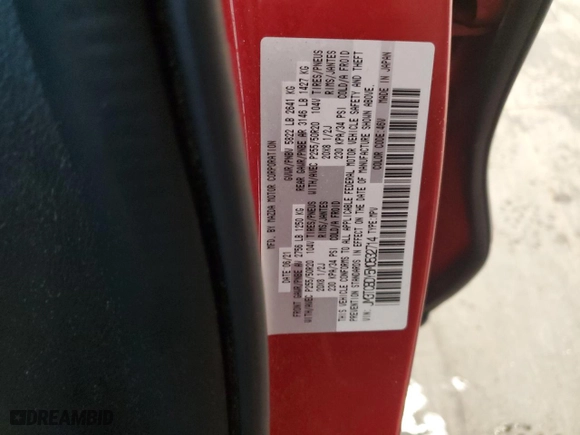 MFD. BY MAZDA MOTOR CORPORATION
DATE: 06/21 GVWR/PNBV 5822 LB 2641 KG
FRONT GAWR/PNBE AV 2756 LB 1250 KG REAR GAWR/PNBE AR 3146 LB 1427 KG
WITH/AVEC P255/50R20 104V TIRES/PNEUS WITH/AVEC P255/50R20 104V TIRES/PNEUS
20X8 1/2J RIMS/JANTES 20X8 1/2J RIMS/JANTES
230 KPA/34 PSI COLD/A FROID 230 KPA/34 PSI COLD/A FROID
THIS VEHICLE CONFORMS TO ALL APPLICABLE FEDERAL MOTOR VEHICLE SAFETY AND THEFT
PREVENTION STANDARDS IN EFFECT ON THE DATE OF MANUFACTURE SHOWN ABOVE.
VIN: TYPE: MPV COLOR CODE: 46V MADE IN JAPAN
DREAMBID